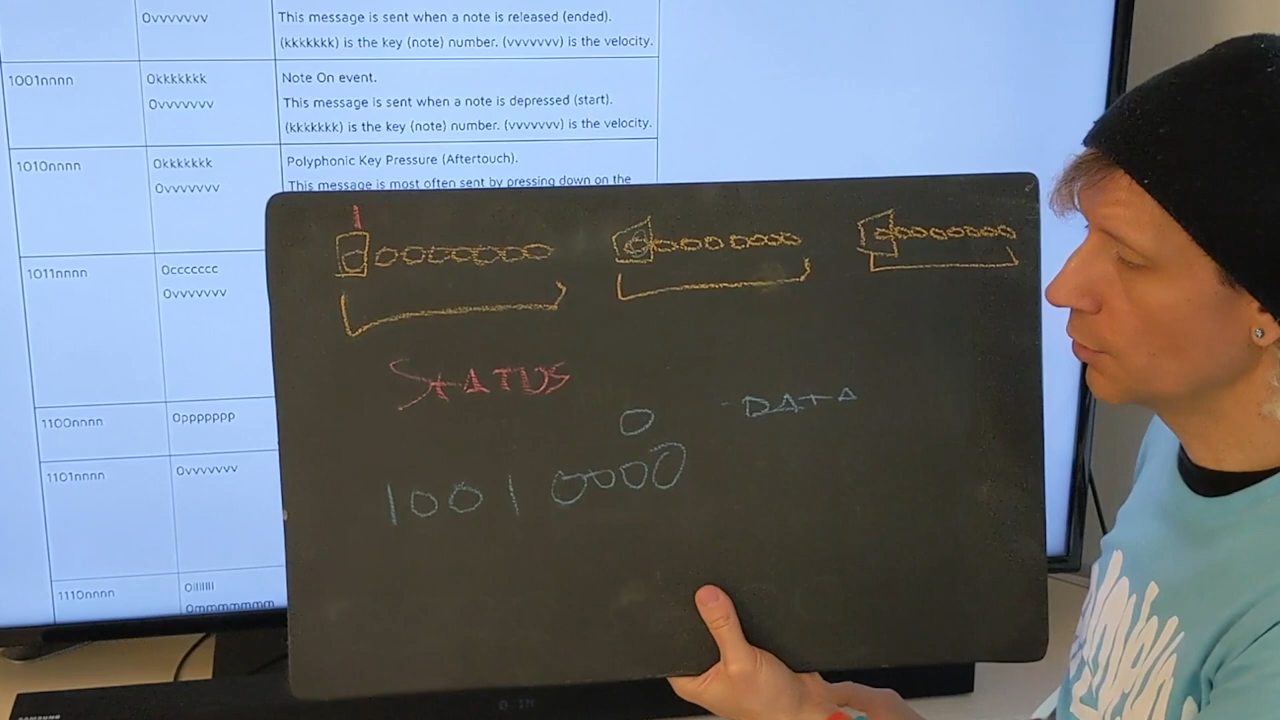 0vvvvvvv
This message is sent when a note is released (ended).
(kkkkkkk) is the key (note) number. (vvvvvvv) is the velocity.
1001nnnn
0kkkkkkk
0vvvvvvv
Note On event.
This message is sent when a note is depressed (start).
(kkkkkkk) is the key (note) number. (vvvvvvv) is the velocity.
1010nnnn
0kkkkkkk
0vvvvvvv
Polyphonic Key Pressure (Aftertouch).
This message is most often sent by pressing down on the
1011nnnn
0ccccccc
0vvvvvvv
1100nnnn
0ppppppp
1101nnnn
0vvvvvvv
1110nnnn
0lllllll
0mmmmmmm
00000000 00000000 00000000
STATUS
0
DATA
1001 0000
SAMSUNG